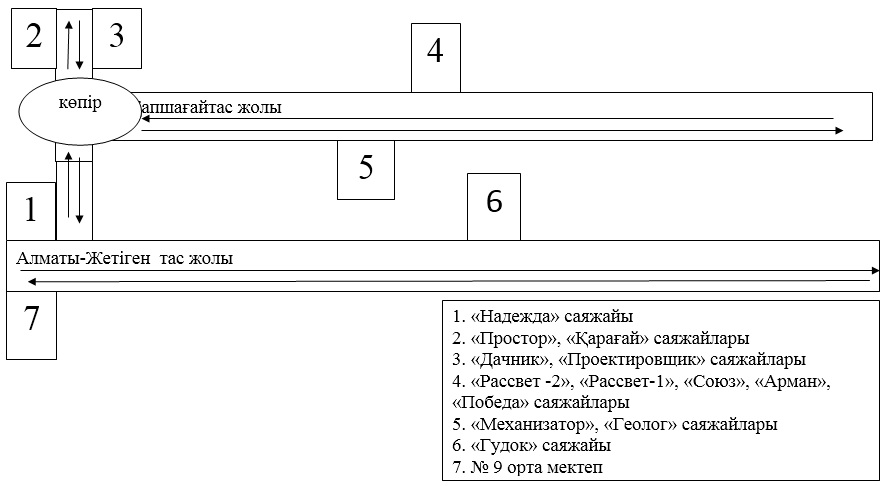 2
3
4
көпір
апшағайтас жолы
5
1
6
Алматы-Жетіген тас жолы
7
1. «Надежда» саяжайы
2. «Простор», «Қарағай» саяжайлары
3. «Дачник», «Проектировщик» саяжайлары
4. «Рассвет -2», «Рассвет-1», «Союз», «Арман»,
«Победа» саяжайлары
5. «Механизатор», «Геолог» саяжайлары
6. «Гудок» саяжайы
7. № 9 орта мектеп